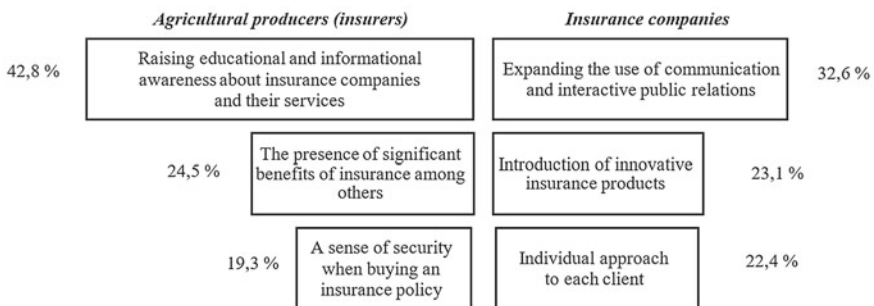 Agricultural producers (insurers)
Insurance companies
42,8 %
Raising educational and informational
awareness about insurance companies
and their services
Expanding the use of communication
and interactive public relations
32,6 %
24,5 %
The presence of significant
benefits of insurance among
others
Introduction of innovative
insurance products
23,1 %
19,3 %
A sense of security
when buying an
insurance policy
Individual approach
to each client
22,4 %